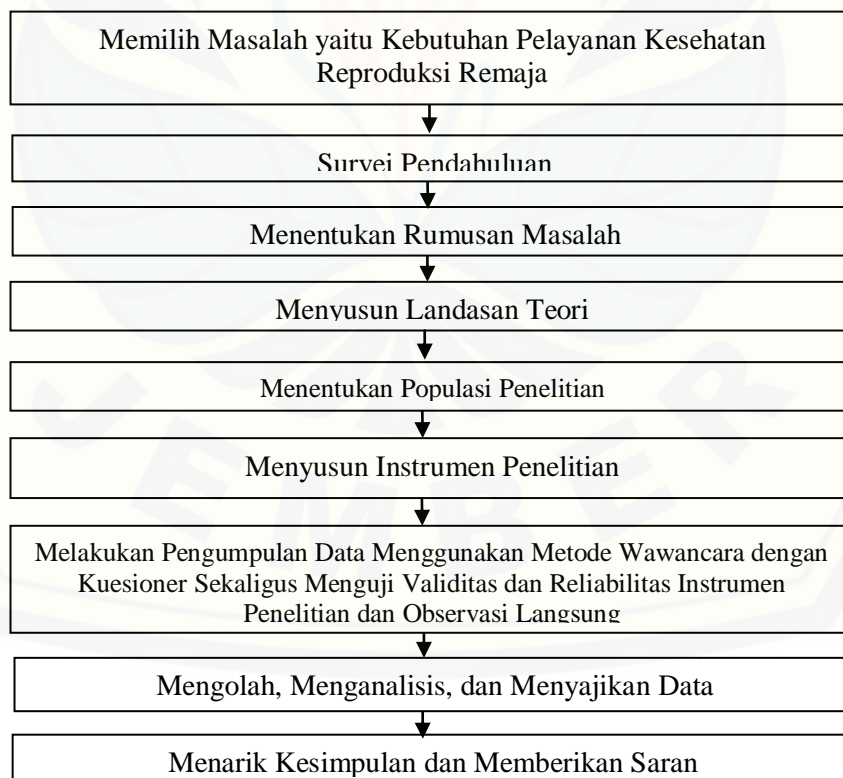 Memilih Masalah yaitu Kebutuhan Pelayanan Kesehatan
Reproduksi Remaja
Survei Pendahuluan
Menentukan Rumusan Masalah
Menyusun Landasan Teori
Menentukan Populasi Penelitian
Menyusun Instrumen Penelitian
Melakukan Pengumpulan Data Menggunakan Metode Wawancara dengan
Kuesioner Sekaligus Menguji Validitas dan Reliabilitas Instrumen
Penelitian dan Observasi Langsung
Mengolah, Menganalisis, dan Menyajikan Data
Menarik Kesimpulan dan Memberikan Saran
JEMBER